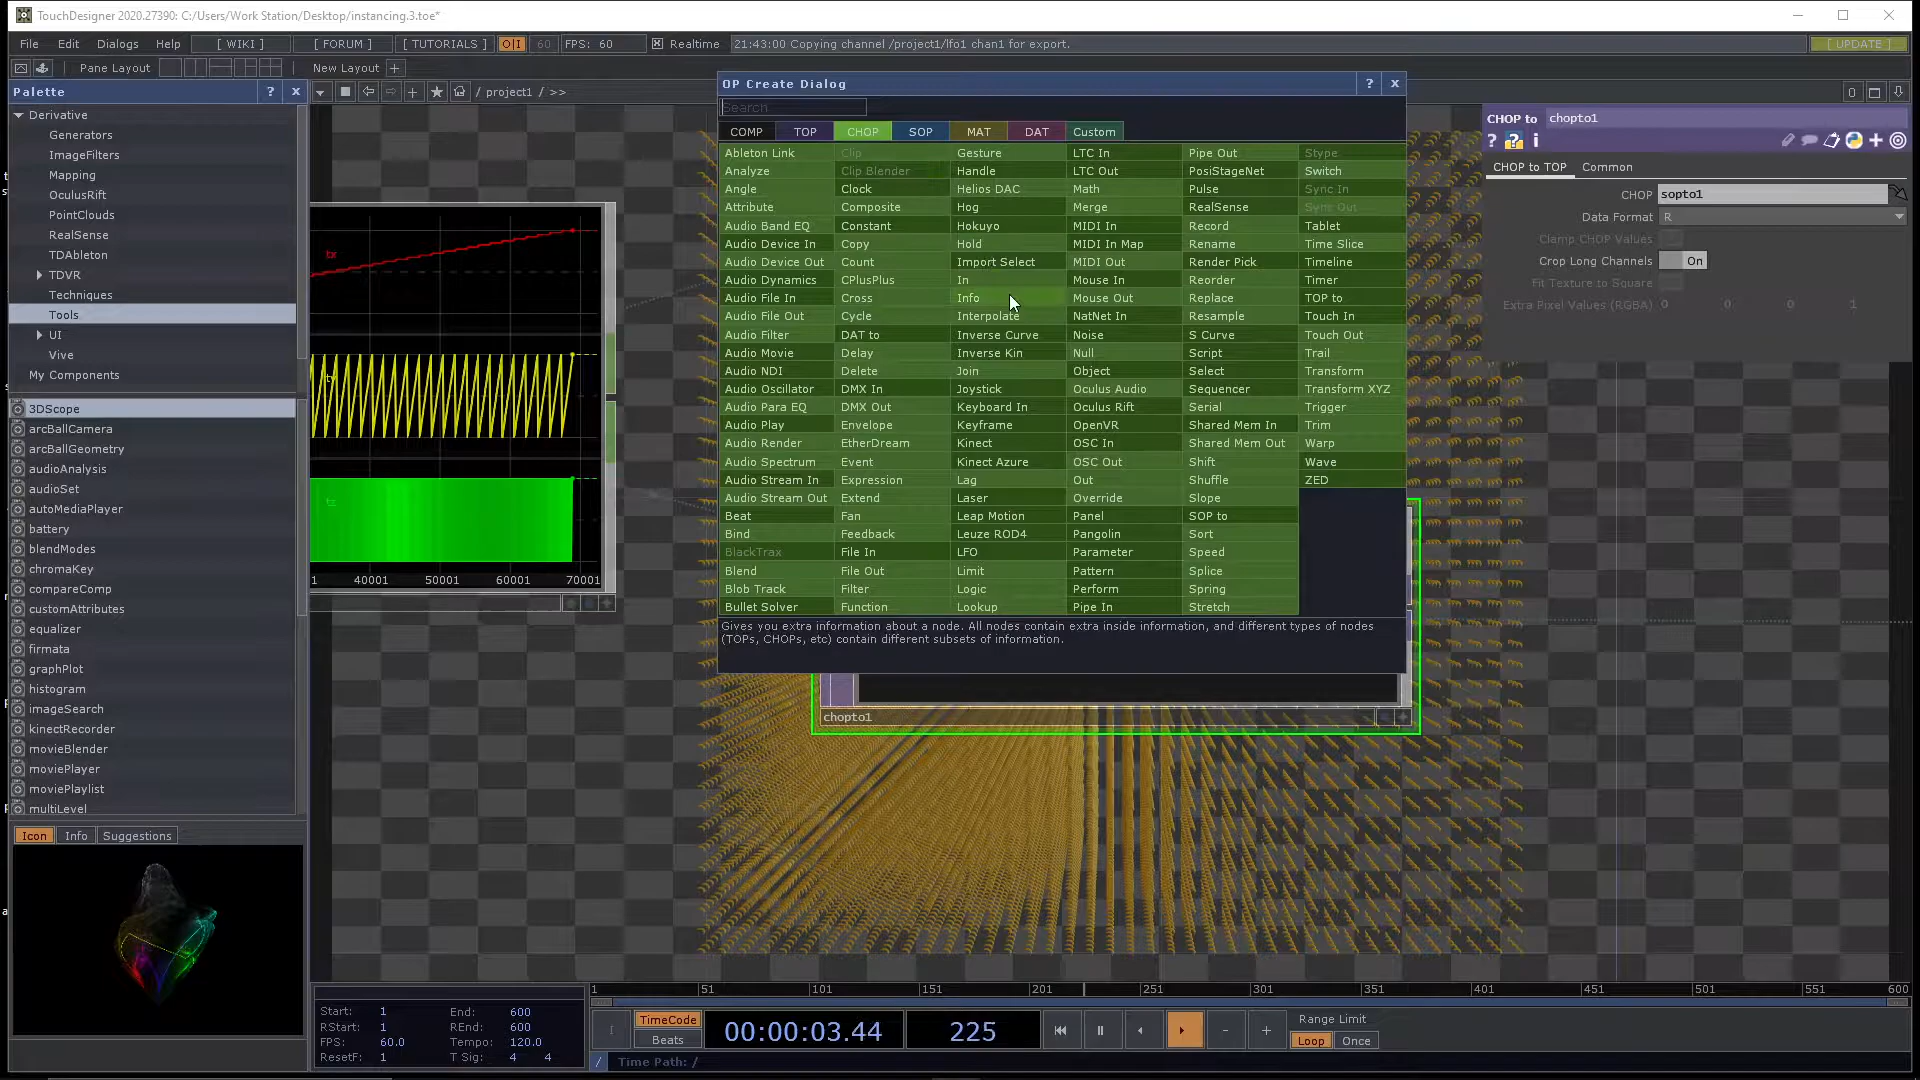 TouchDesigner 2020.27390: C:/Users/Work Station/Desktop/instancing.3.toe*
File Edit Dialogs Help [ WIKI ] [ FORUM ] [ TUTORIALS ] O|I 60 FPS: 60 Realtime 21:43:00 Copying channel /project1/lfo1 chan1 for export. [ UPDATE ]
Pane Layout New Layout +
Palette ? x / project1 / >>
Derivative
Generators
ImageFilters
Mapping
OculusRift
PointClouds
RealSense
TDAbleton
TDVR
Techniques
Tools
UI
Vive
My Components
3DScope
arcBallCamera
arcBallGeometry
audioAnalysis
audioSet
autoMediaPlayer
battery
blendModes
chromaKey
compareComp
customAttributes
equalizer
firmata
graphPlot
histogram
imageSearch
kinectRecorder
movieBlender
moviePlayer
moviePlaylist
multiLevel
Icon Info Suggestions
tx
ty
tz
1 40001 50001 60001 70001
OP Create Dialog ? x
Search
COMP TOP CHOP SOP MAT DAT Custom
Ableton Link Clip Gesture LTC In Pipe Out Stype
Analyze Clip Blender Handle LTC Out PosiStageNet Switch
Angle Clock Helios DAC Math Pulse Sync In
Attribute Composite Hog Merge RealSense Sync Out
Audio Band EQ Constant Hokuyo MIDI In Record Tablet
Audio Device In Copy Hold MIDI In Map Rename Time Slice
Audio Device Out Count Import Select MIDI Out Render Pick Timeline
Audio Dynamics CPlusPlus In Mouse In Reorder Timer
Audio File In Cross Info Mouse Out Replace TOP to
Audio File Out Cycle Interpolate NatNet In Resample Touch In
Audio Filter DAT to Inverse Curve Noise S Curve Touch Out
Audio Movie Delay Inverse Kin Null Script Trail
Audio NDI Delete Join Object Select Transform
Audio Oscillator DMX In Joystick Oculus Audio Sequencer Transform XYZ
Audio Para EQ DMX Out Keyboard In Oculus Rift Serial Trigger
Audio Play Envelope Keyframe OpenVR Shared Mem In Trim
Audio Render EtherDream Kinect OSC In Shared Mem Out Warp
Audio Spectrum Event Kinect Azure OSC Out Shift Wave
Audio Stream In Expression Lag Out Shuffle ZED
Audio Stream Out Extend Laser Override Slope
Beat Fan Leap Motion Panel SOP to
Bind Feedback Leuze ROD4 Pangolin Sort
BlackTrax File In LFO Parameter Speed
Blend File Out Limit Pattern Splice
Blob Track Filter Logic Perform Spring
Bullet Solver Function Lookup Pipe In Stretch
Gives you extra information about a node. All nodes contain extra inside information, and different types of nodes
(TOPs, CHOPs, etc) contain different subsets of information.
chopto1
CHOP to chopto1
? ? i
CHOP to TOP Common
CHOP sopto1
Data Format R
Clamp CHOP Values
Crop Long Channels On
Fit Texture to Square
Extra Pixel Values (RGBA) 0 0 0 1
1 51 101 151 201 251 301 351 401 451 501 551 600
Start: 1 End: 600
RStart: 1 REnd: 600
FPS: 60.0 Tempo: 120.0
ResetF: 1 T Sig: 4 4
TimeCode
Beats
00:00:03.44 225
- +
Range Limit
Loop Once
/ Time Path: /